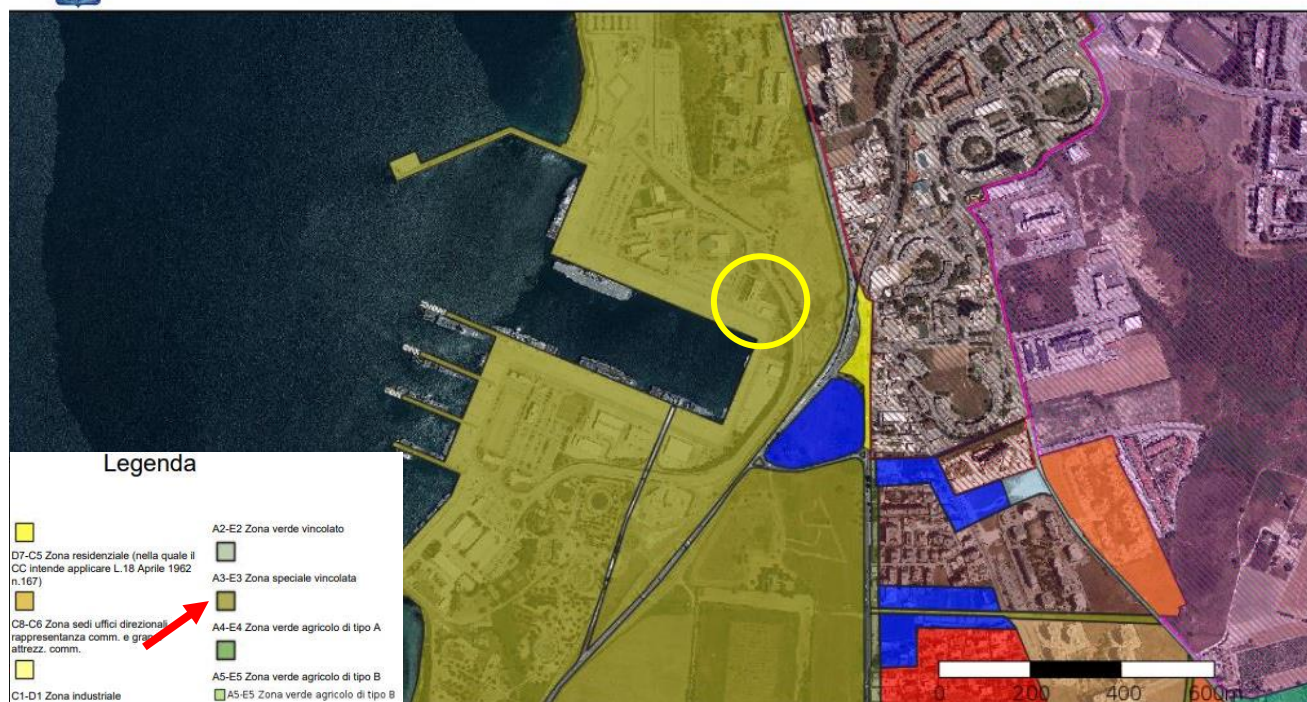 Legenda
D7-C5 Zona residenziale (nella quale il
CC intende applicare L.18 Aprile 1962
n.167)
C8-C6 Zona sedi uffici direzionali
rappresentanza comm. e gran
attrezz. comm.
C1-D1 Zona industriale
A2-E2 Zona verde vincolato
A3-E3 Zona speciale vincolata
A4-E4 Zona verde agricolo di tipo A
A5-E5 Zona verde agricolo di tipo B
A5-E5 Zona verde agricolo di tipo B
0 200 400 600m